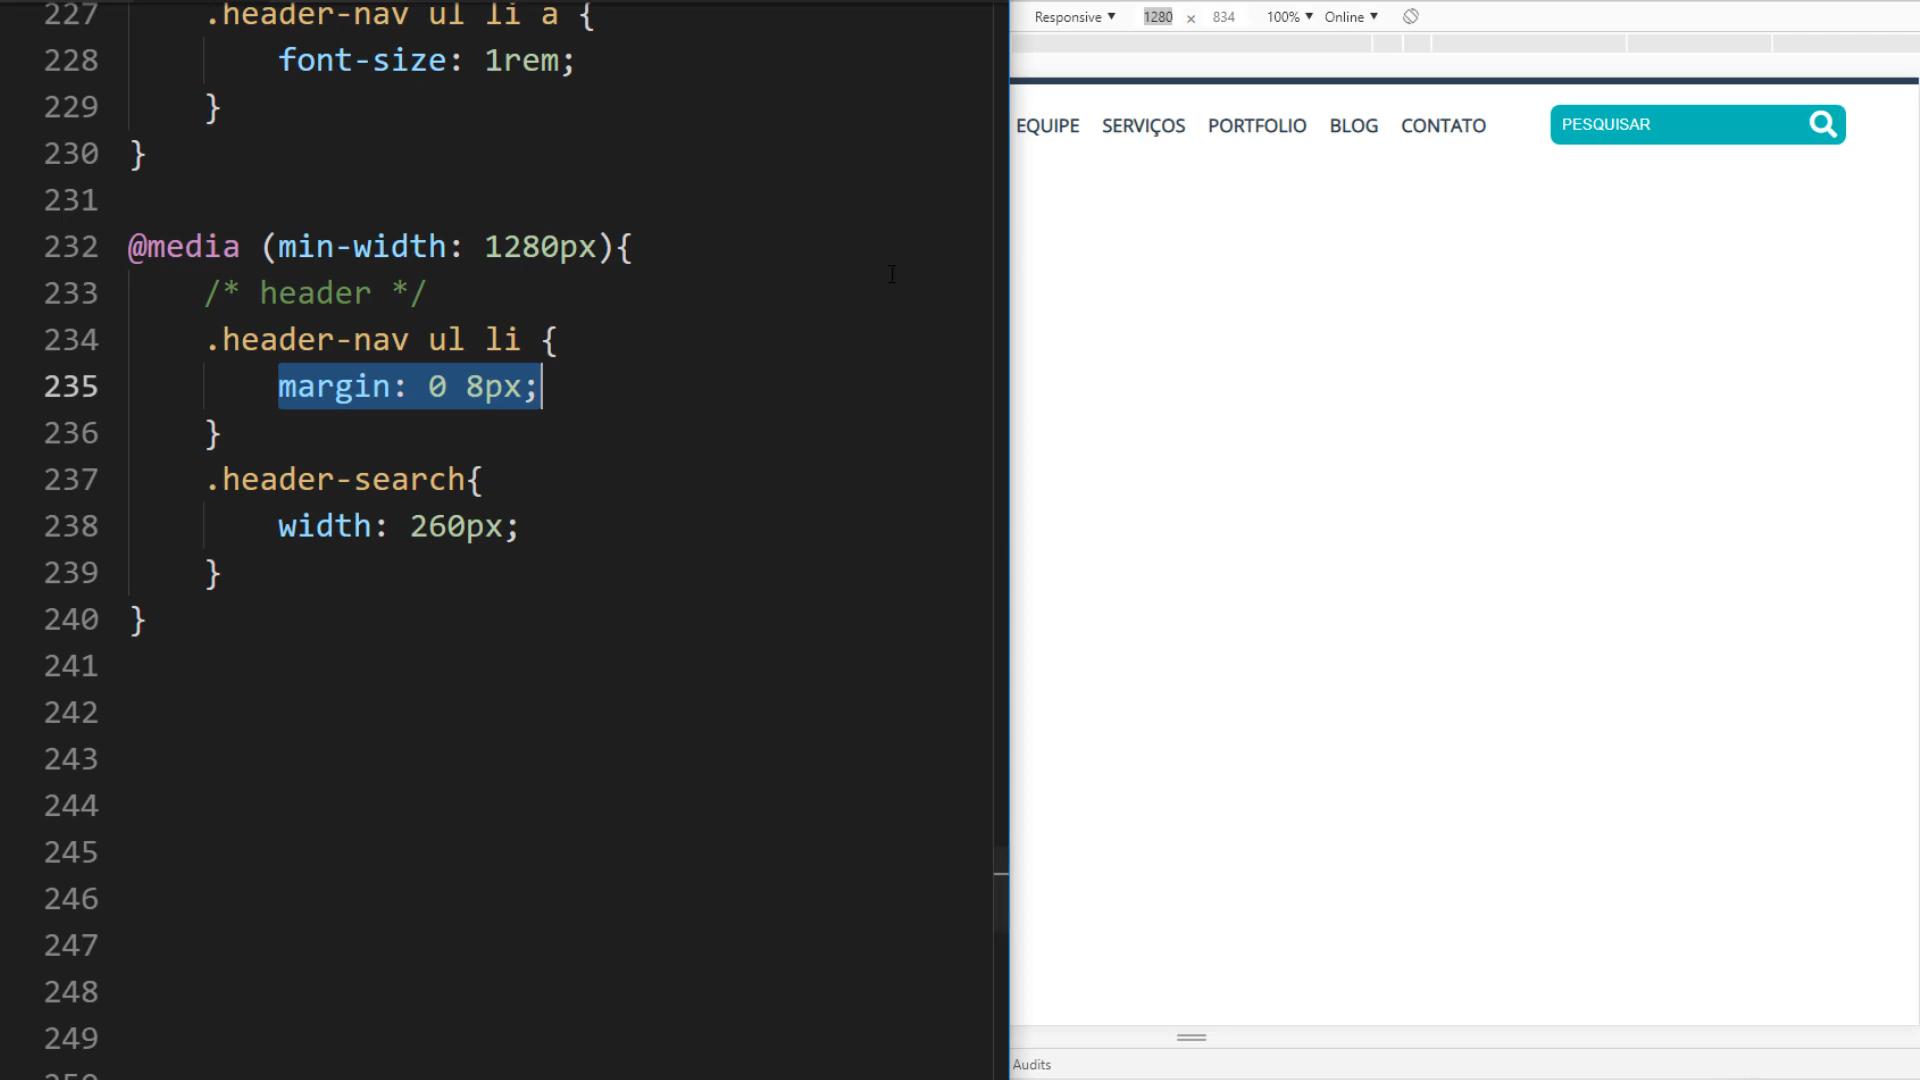 227 .header-nav ul li a {
228 font-size: 1rem;
229 }
230 }
231
232 @media (min-width: 1280px){
233 /* header */
234 .header-nav ul li {
235 margin: 0 8px;
236 }
237 .header-search{
238 width: 260px;
239 }
240 }
241
242
243
244
245
246
247
248
249
Responsive ▼ 1280 x 834 100% ▼ Online ▼
EQUIPE SERVIÇOS PORTFOLIO BLOG CONTATO PESQUISAR
Audits